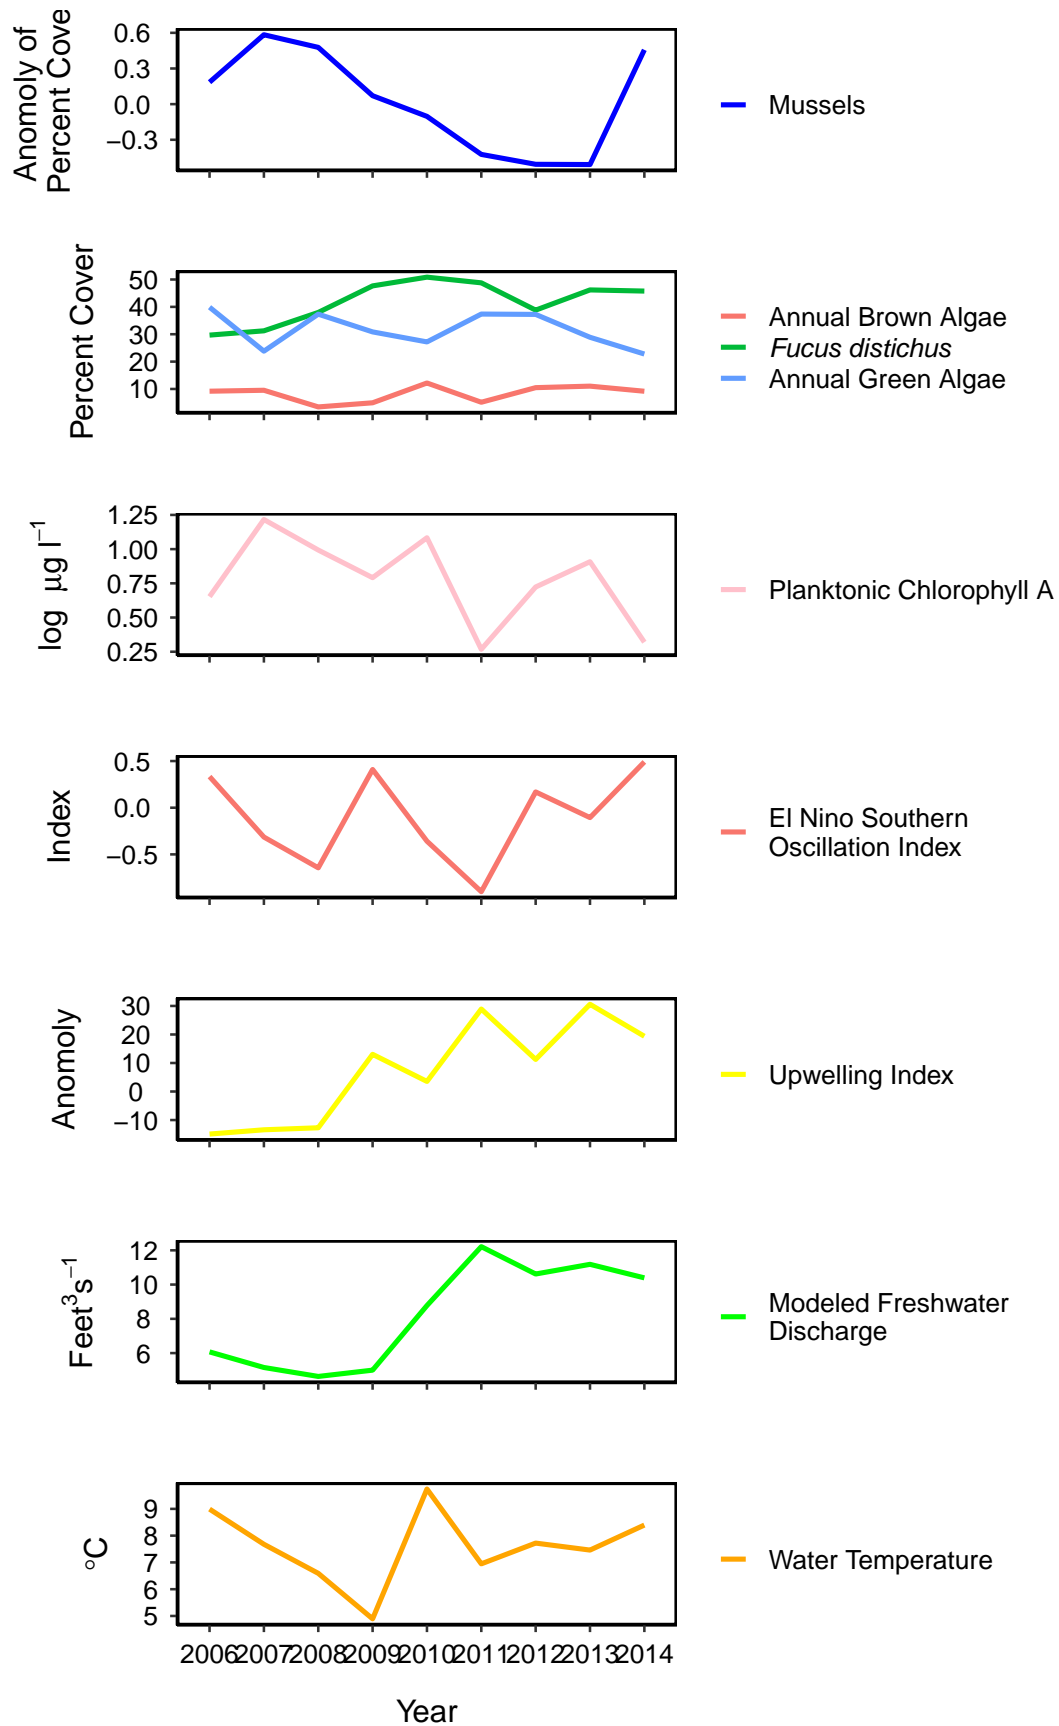 Anomoly of
Percent Cove
0.6
0.3
0.0
−0.3
Mussels
Percent Cover
50
40
30
20
10
Annual Brown Algae
Fucus distichus
Annual Green Algae
log µg l⁻¹
1.25
1.00
0.75
0.50
0.25
Planktonic Chlorophyll A
Index
0.5
0.0
−0.5
El Nino Southern
Oscillation Index
Anomoly
30
20
10
0
−10
Upwelling Index
Feet³s⁻¹
12
10
8
6
Modeled Freshwater
Discharge
°C
9
8
7
6
5
Water Temperature
2006 2007 2008 2009 2010 2011 2012 2013 2014
Year